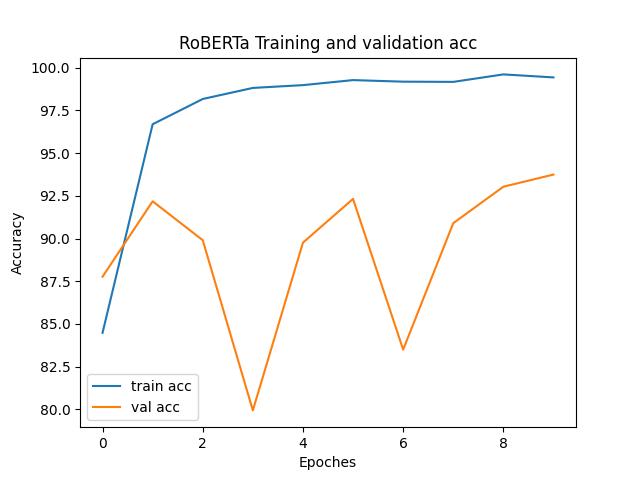 RoBERTa Training and validation acc
100.0
97.5
95.0
92.5
90.0
87.5
85.0
82.5
80.0
Accuracy
train acc
val acc
0 2 4 6 8
Epoches